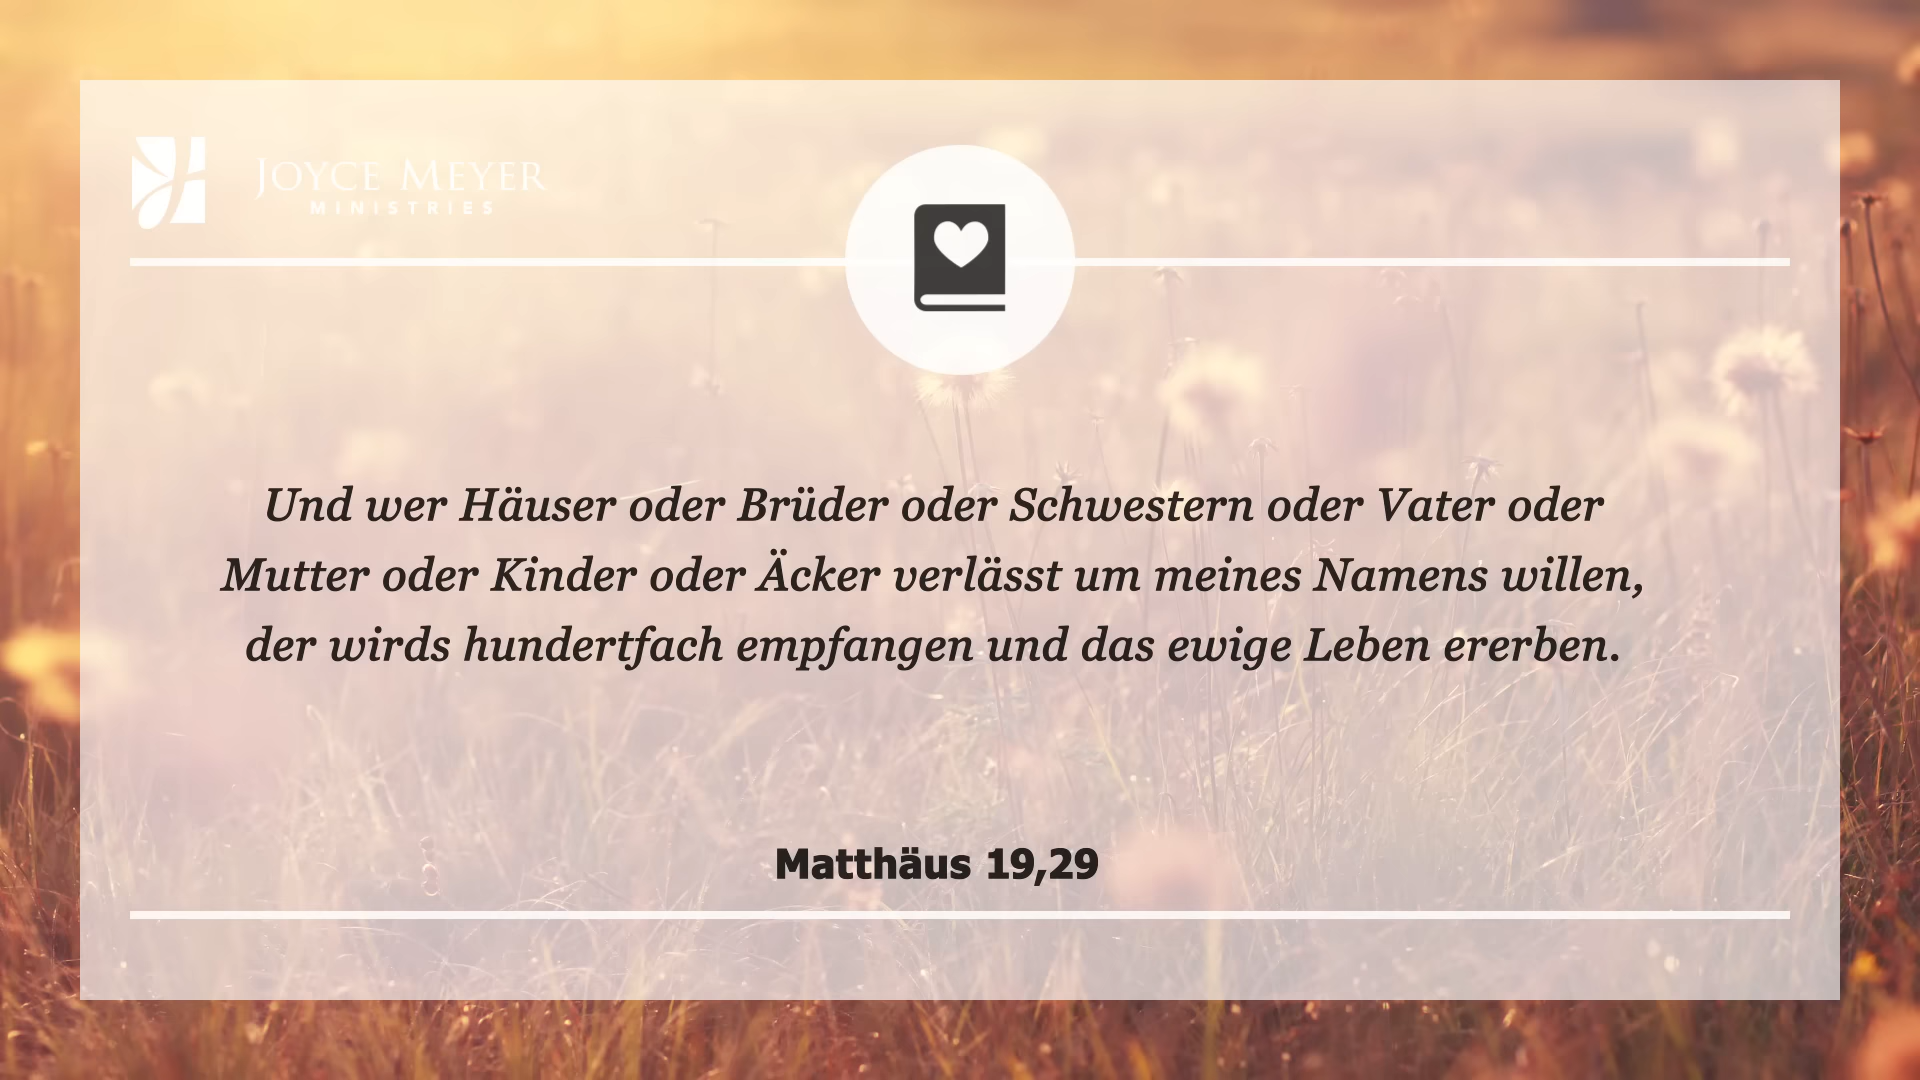 JOYCE MEYER
MINISTRIES
Und wer Häuser oder Brüder oder Schwestern oder Vater oder
Mutter oder Kinder oder Äcker verlässt um meines Namens willen,
der wirds hundertfach empfangen und das ewige Leben ererben.
Matthäus 19,29